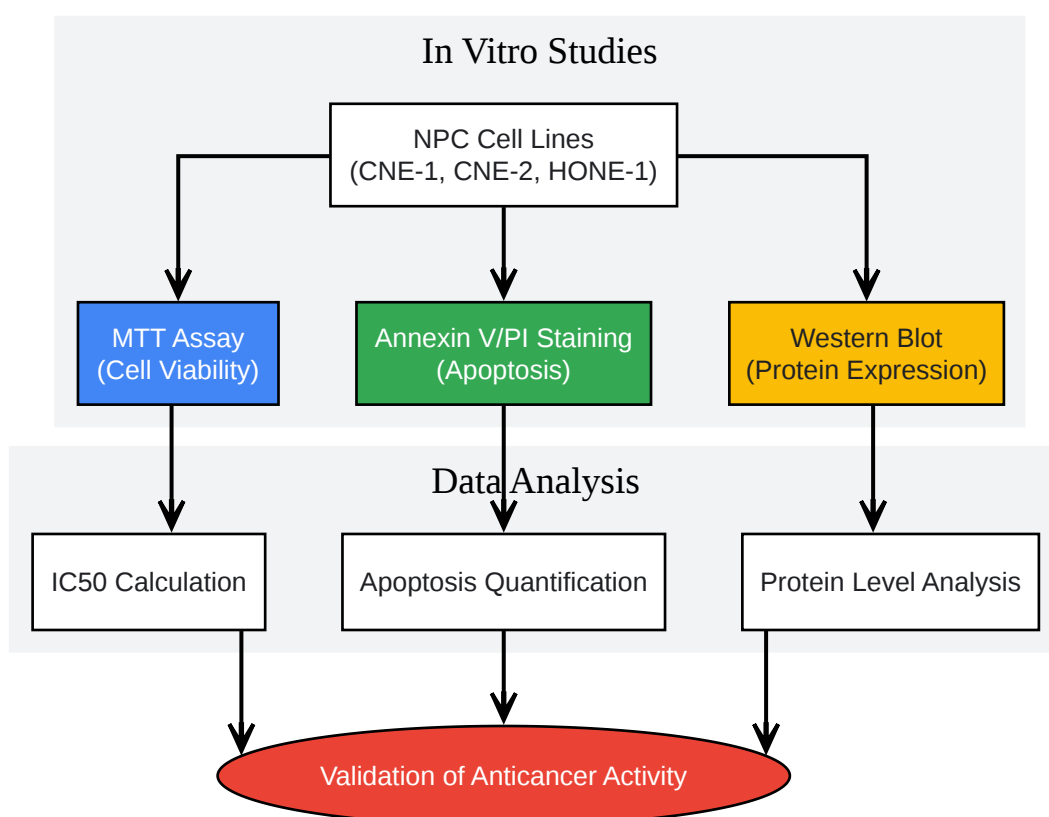 In Vitro Studies
NPC Cell Lines
(CNE-1, CNE-2, HONE-1)
MTT Assay
(Cell Viability)
Annexin V/PI Staining
(Apoptosis)
Western Blot
(Protein Expression)
Data Analysis
IC50 Calculation
Apoptosis Quantification
Protein Level Analysis
Validation of Anticancer Activity